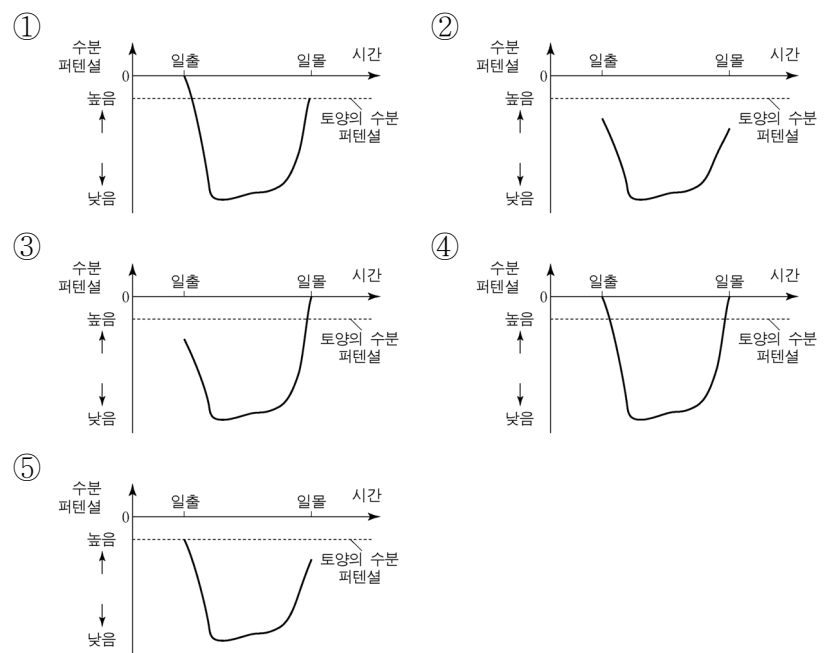 ①
수분
퍼텐셜
일출
일몰
시간
0
높음
토양의 수분
퍼텐셜
낮음
②
수분
퍼텐셜
일출
일몰
시간
0
높음
토양의 수분
퍼텐셜
낮음
③
수분
퍼텐셜
일출
일몰
시간
0
높음
토양의 수분
퍼텐셜
낮음
④
수분
퍼텐셜
일출
일몰
시간
0
높음
토양의 수분
퍼텐셜
낮음
⑤
수분
퍼텐셜
일출
일몰
시간
0
높음
토양의 수분
퍼텐셜
낮음